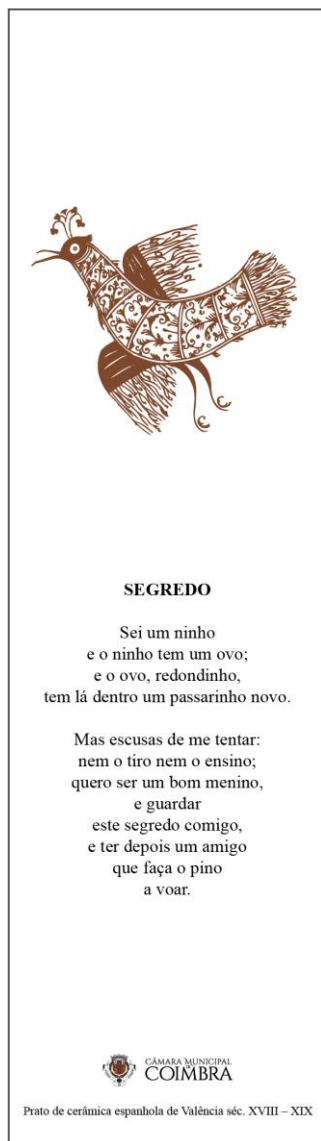 SEGREDO
Sei um ninho
e o ninho tem um ovo;
e o ovo, redondinho,
tem lá dentro um passarinho novo.
Mas escusas de me tentar:
nem o tiro nem o ensino;
quero ser um bom menino,
e guardar
este segredo comigo,
e ter depois um amigo
que faça o pino
a voar.
CÂMARA MUNICIPAL
COIMBRA
Prato de cerâmica espanhola de Valência séc. XVIII – XIX